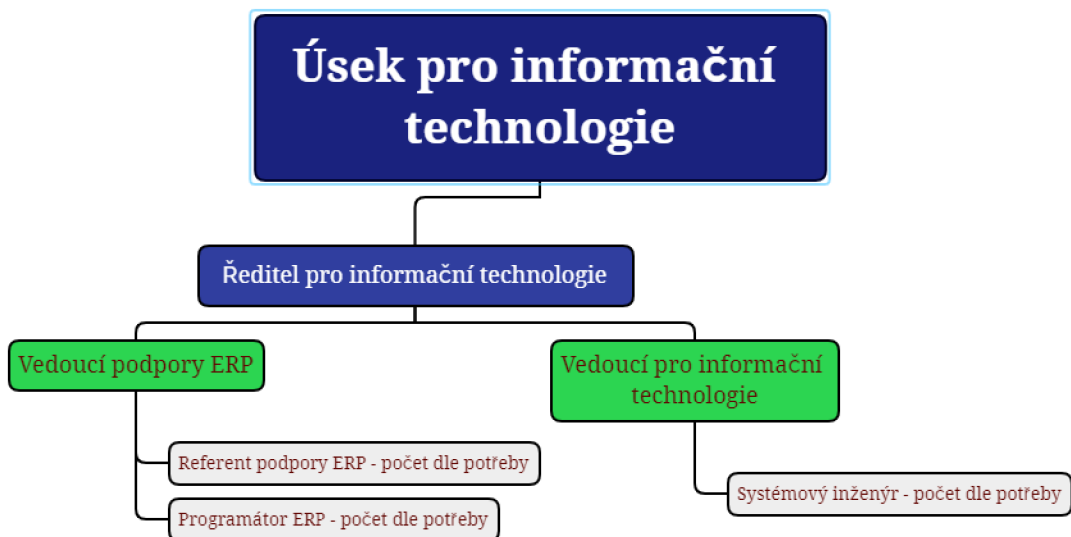 Úsek pro informační
technologie
Ředitel pro informační technologie
Vedoucí podpory ERP
Vedoucí pro informační
technologie
Referent podpory ERP - počet dle potřeby
Programátor ERP - počet dle potřeby
Systémový inženýr - počet dle potřeby